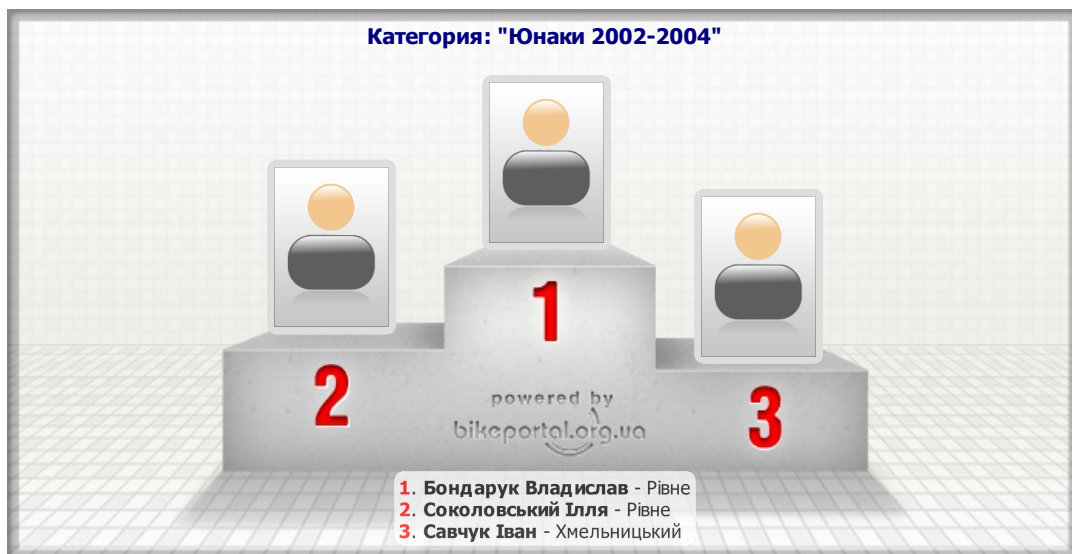 Категория: "Юнаки 2002-2004"
1
2
3
powered by
bikeportal.org.ua
1. Бондарук Владислав - Рівне
2. Соколовський Ілля - Рівне
3. Савчук Іван - Хмельницький